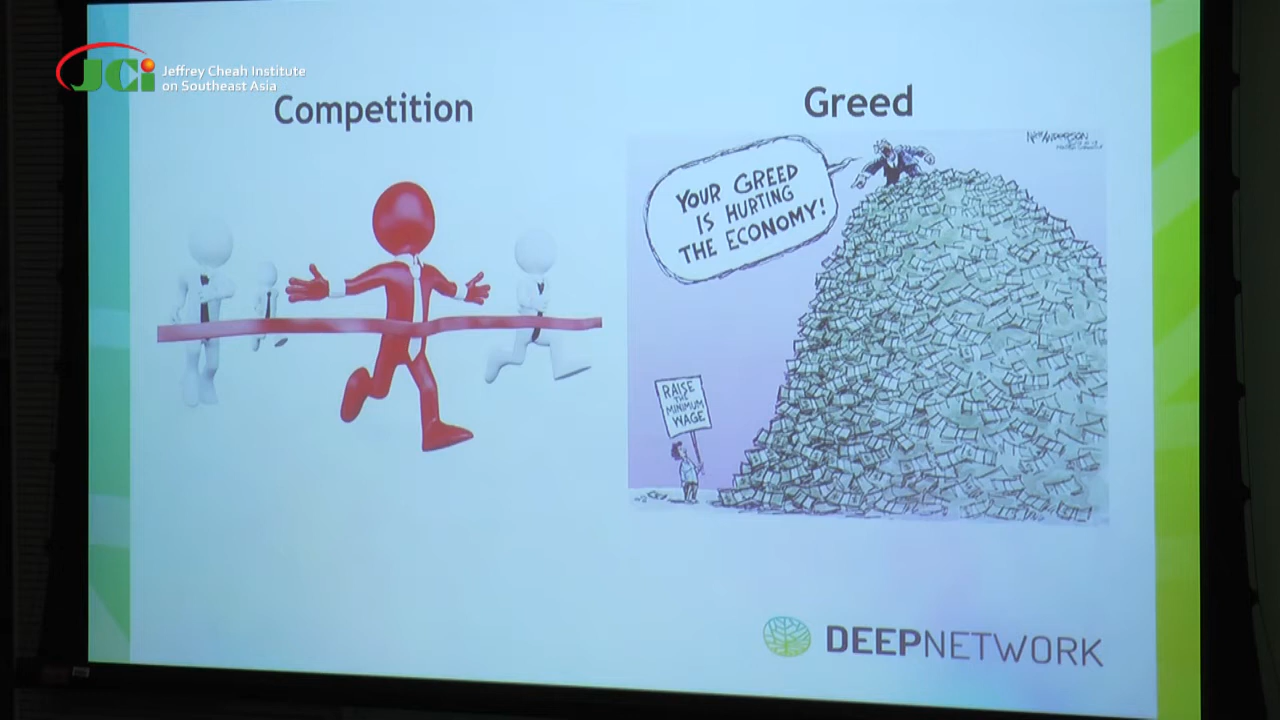 JCi Jeffrey Cheah Institute
on Southeast Asia
Competition
Greed
YOUR GREED
IS HURTING
THE ECONOMY!
RAISE
THE
MINIMUM
WAGE
DEEPNETWORK